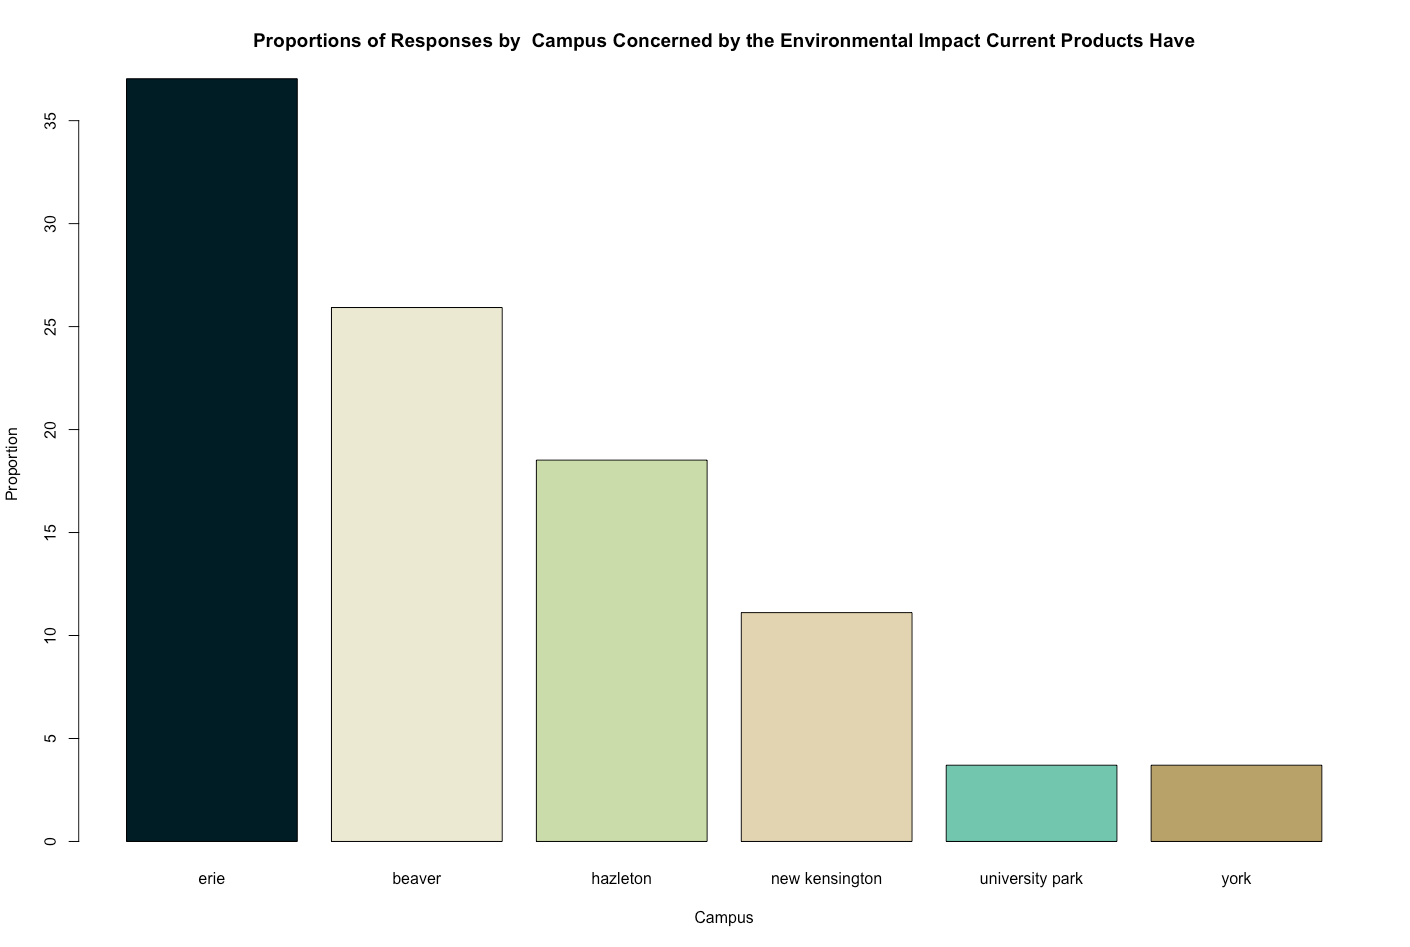 Proportions of Responses by  Campus Concerned by the Environmental Impact Current Products Have
Proportion
35
30
25
20
15
10
5
0
erie
beaver
hazleton
new kensington
university park
york
Campus